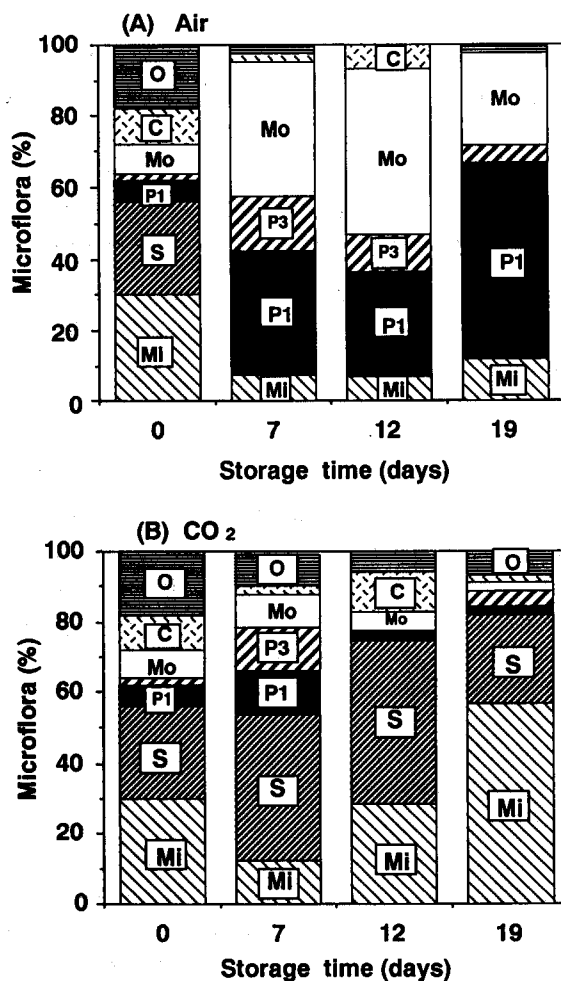 (A) Air
Microflora (%)
100
80
60
40
20
0
O
C
Mo
P1
S
Mi
Mo
P3
P1
Mi
C
Mo
P3
P1
Mi
Mo
P1
Mi
0 7 12 19
Storage time (days)
(B) CO2
Microflora (%)
100
80
60
40
20
0
O
C
Mo
P1
S
Mi
O
Mo
P3
P1
S
Mi
C
Mo
S
Mi
O
S
Mi
0 7 12 19
Storage time (days)